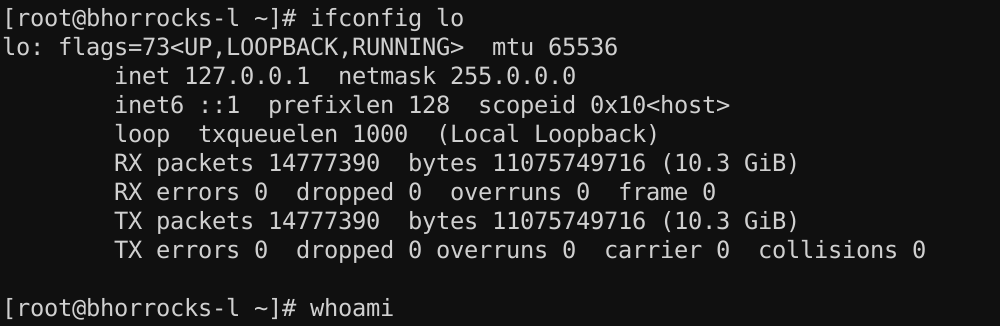 [root@bhorrocks-l ~]# ifconfig lo
lo: flags=73<UP,LOOPBACK,RUNNING>  mtu 65536
        inet 127.0.0.1  netmask 255.0.0.0
        inet6 ::1  prefixlen 128  scopeid 0x10<host>
        loop  txqueuelen 1000  (Local Loopback)
        RX packets 14777390  bytes 11075749716 (10.3 GiB)
        RX errors 0  dropped 0  overruns 0  frame 0
        TX packets 14777390  bytes 11075749716 (10.3 GiB)
        TX errors 0  dropped 0 overruns 0  carrier 0  collisions 0
[root@bhorrocks-l ~]# whoami